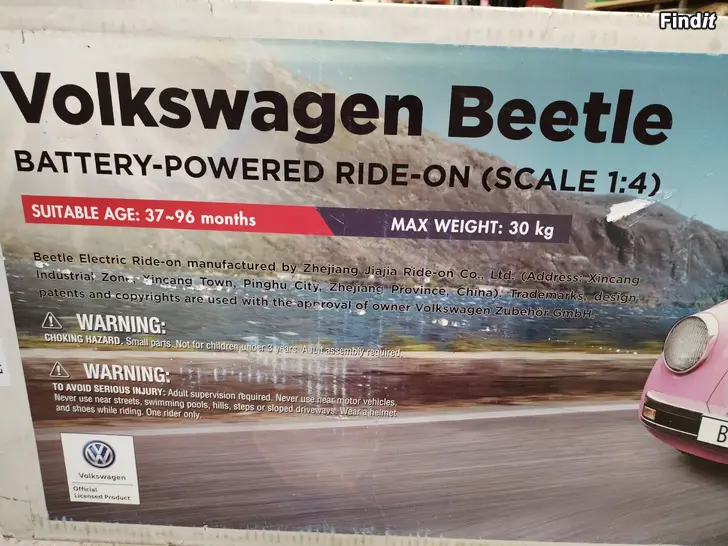 Findit
Volkswagen Beetle
BATTERY-POWERED RIDE-ON (SCALE 1:4)
SUITABLE AGE: 37~96 months
MAX WEIGHT: 30 kg
Beetle Electric Ride-on manufactured by Zhejiang Jiajia Ride-on Co., Ltd. (Address: Xincang
Industrial Zone, Xincang Town, Pinghu City, Zhejiang Province, China). Trademarks, design
patents and copyrights are used with the approval of owner Volkswagen Zubehör GmbH.
WARNING:
CHOKING HAZARD. Small parts. Not for children under 3 years. Adult assembly required.
WARNING:
TO AVOID SERIOUS INJURY: Adult supervision required. Never use near motor vehicles,
Never use near streets, swimming pools, hills, steps or sloped driveways. Wear a helmet
and shoes while riding. One rider only.
Volkswagen
Official
Licensed Product
B